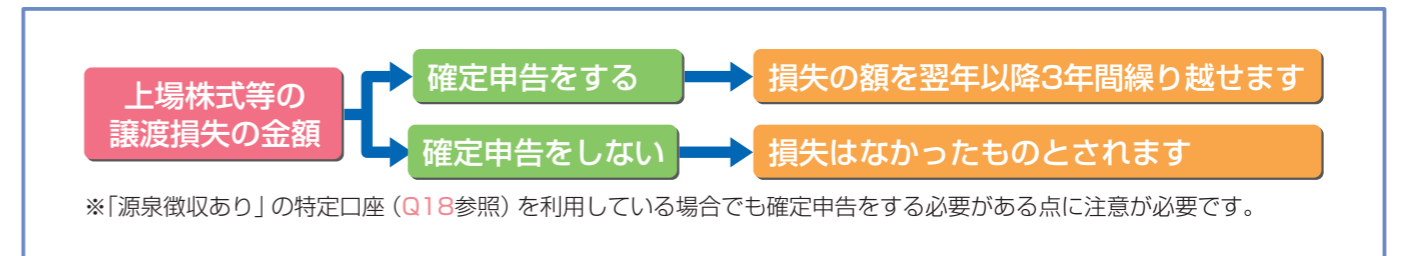 上場株式等の
譲渡損失の金額
確定申告をする
損失の額を翌年以降3年間繰り越せます
確定申告をしない
損失はなかったものとされます
※「源泉徴収あり」の特定口座（Q18参照）を利用している場合でも確定申告をする必要がある点に注意が必要です。